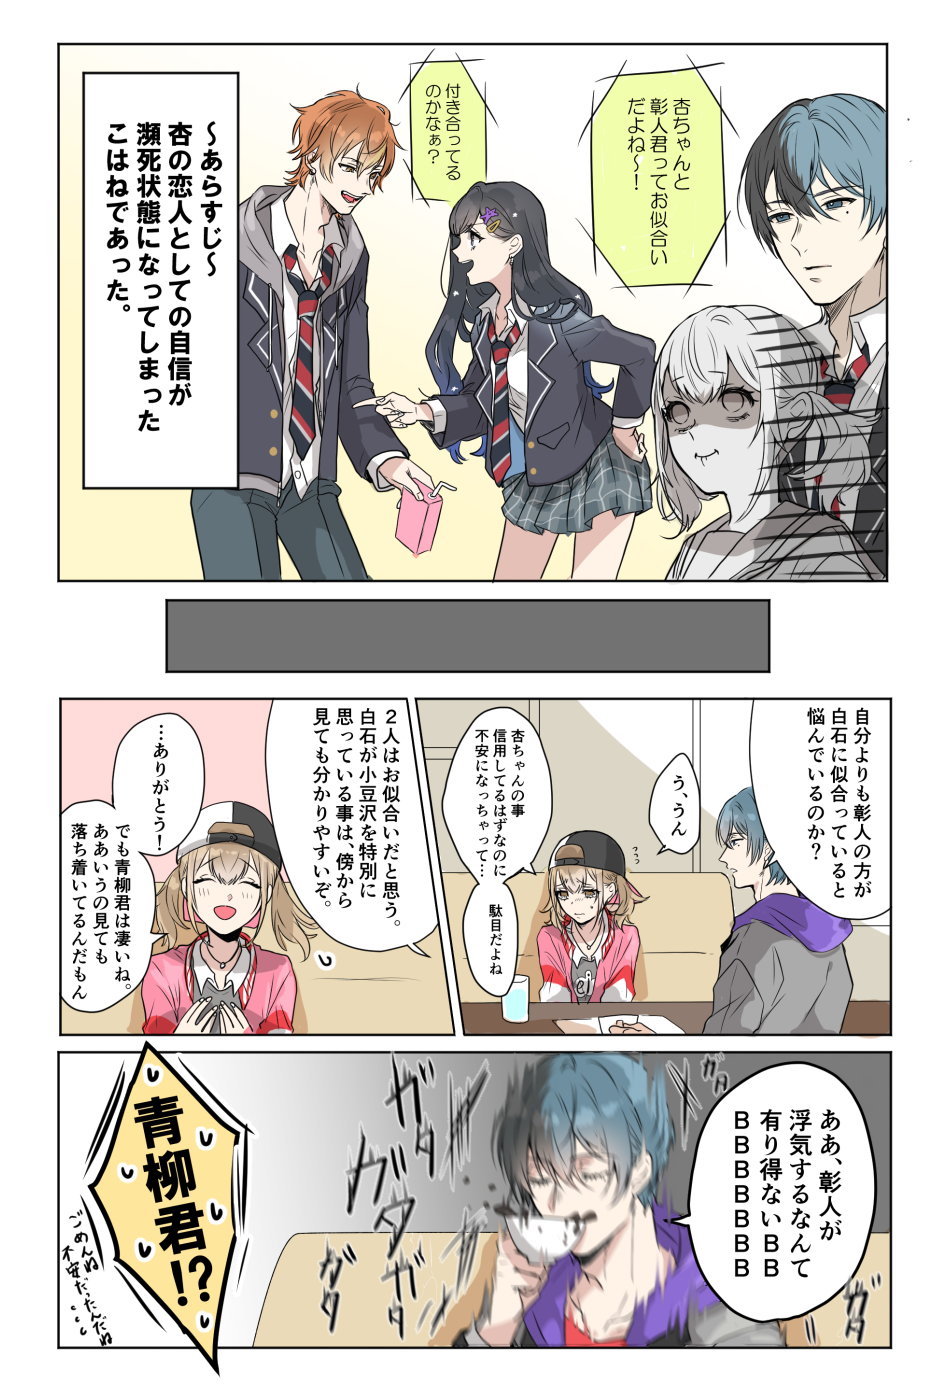 杏ちゃんと
彰人君ってお似合い
だよね～！
付き合ってる
のかなぁ？
～あらすじ～
杏の恋人としての自信が
瀕死状態になってしまった
こはねであった。
自分よりも彰人の方が
白石に似合っていると
悩んでいるのか？
う、うん
杏ちゃんの事
信用してるはずなのに
不安になっちゃって…
駄目だよね
ej
2人はお似合いだと思う。
白石が小豆沢を特別に
思っている事は、傍から
見ても分かりやすいぞ。
…ありがとう！
でも青柳君は凄いね。
ああいうの見ても
落ち着いてるんだもん
ああ、彰人が
浮気するなんて
有り得ないBB
BBBBBBBB
ガタ
ガタ
ガタ
ガタ
ガタ
ガタ
ガタ
青柳君！？
ごめんね
不安だったんだね
…